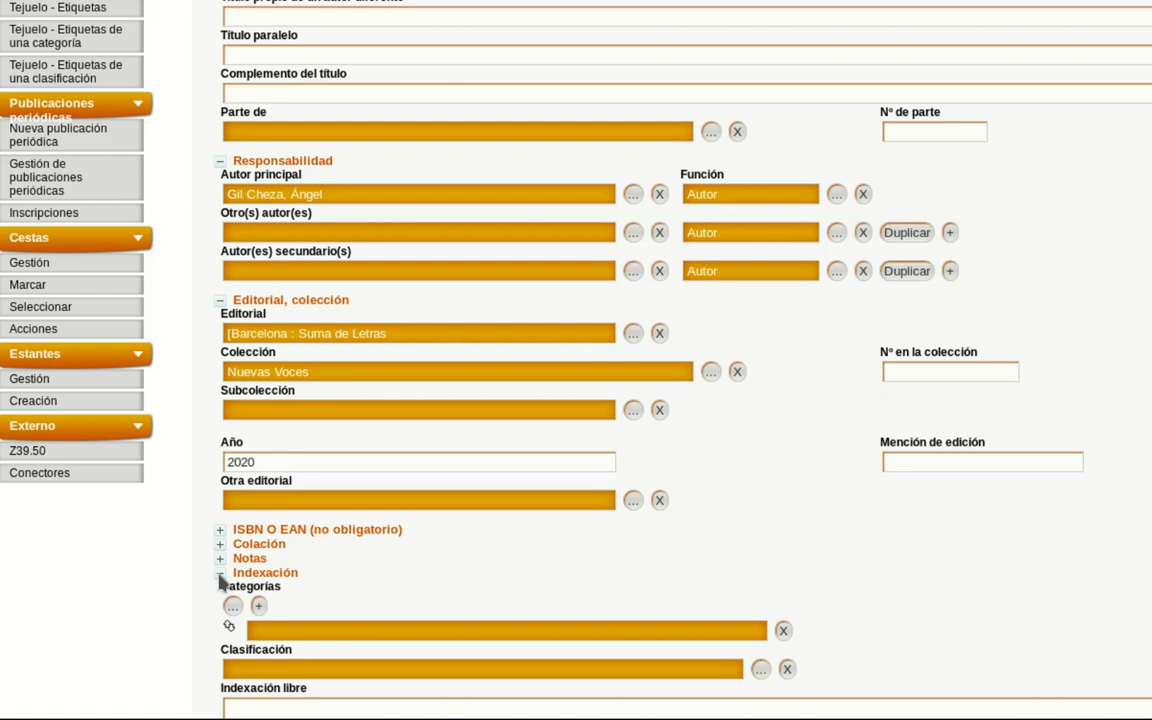 Tejuelo - Etiquetas
Tejuelo - Etiquetas de
una categoría
Tejuelo - Etiquetas de
una clasificación
Publicaciones
periódicas
Nueva publicación
periódica
Gestión de
publicaciones
periódicas
Inscripciones
Cestas
Gestión
Marcar
Seleccionar
Acciones
Estantes
Gestión
Creación
Externo
Z39.50
Conectores
Título paralelo
Complemento del título
Parte de
Nº de parte
... X
Responsabilidad
Autor principal
Función
Gil Cheza, Ángel ... X Autor ... X
Otro(s) autor(es)
... X Autor ... X Duplicar +
Autor(es) secundario(s)
... X Autor ... X Duplicar +
Editorial, colección
Editorial
[Barcelona : Suma de Letras ... X
Colección
Nº en la colección
Nuevas Voces ... X
Subcolección
... X
Año
Mención de edición
2020
Otra editorial
... X
ISBN O EAN (no obligatorio)
Colación
Notas
Indexación
ategorías
... +
X
Clasificación
... X
Indexación libre